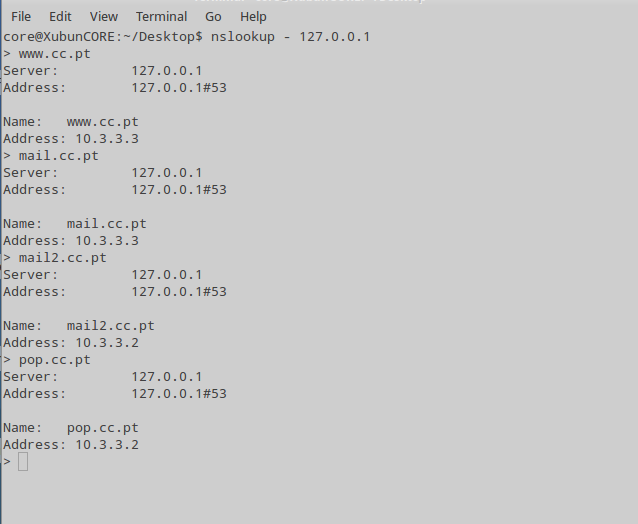 File Edit View Terminal Go Help
core@XubunCORE:~/Desktop$ nslookup - 127.0.0.1
> www.cc.pt
Server: 127.0.0.1
Address: 127.0.0.1#53
Name: www.cc.pt
Address: 10.3.3.3
> mail.cc.pt
Server: 127.0.0.1
Address: 127.0.0.1#53
Name: mail.cc.pt
Address: 10.3.3.3
> mail2.cc.pt
Server: 127.0.0.1
Address: 127.0.0.1#53
Name: mail2.cc.pt
Address: 10.3.3.2
> pop.cc.pt
Server: 127.0.0.1
Address: 127.0.0.1#53
Name: pop.cc.pt
Address: 10.3.3.2
>